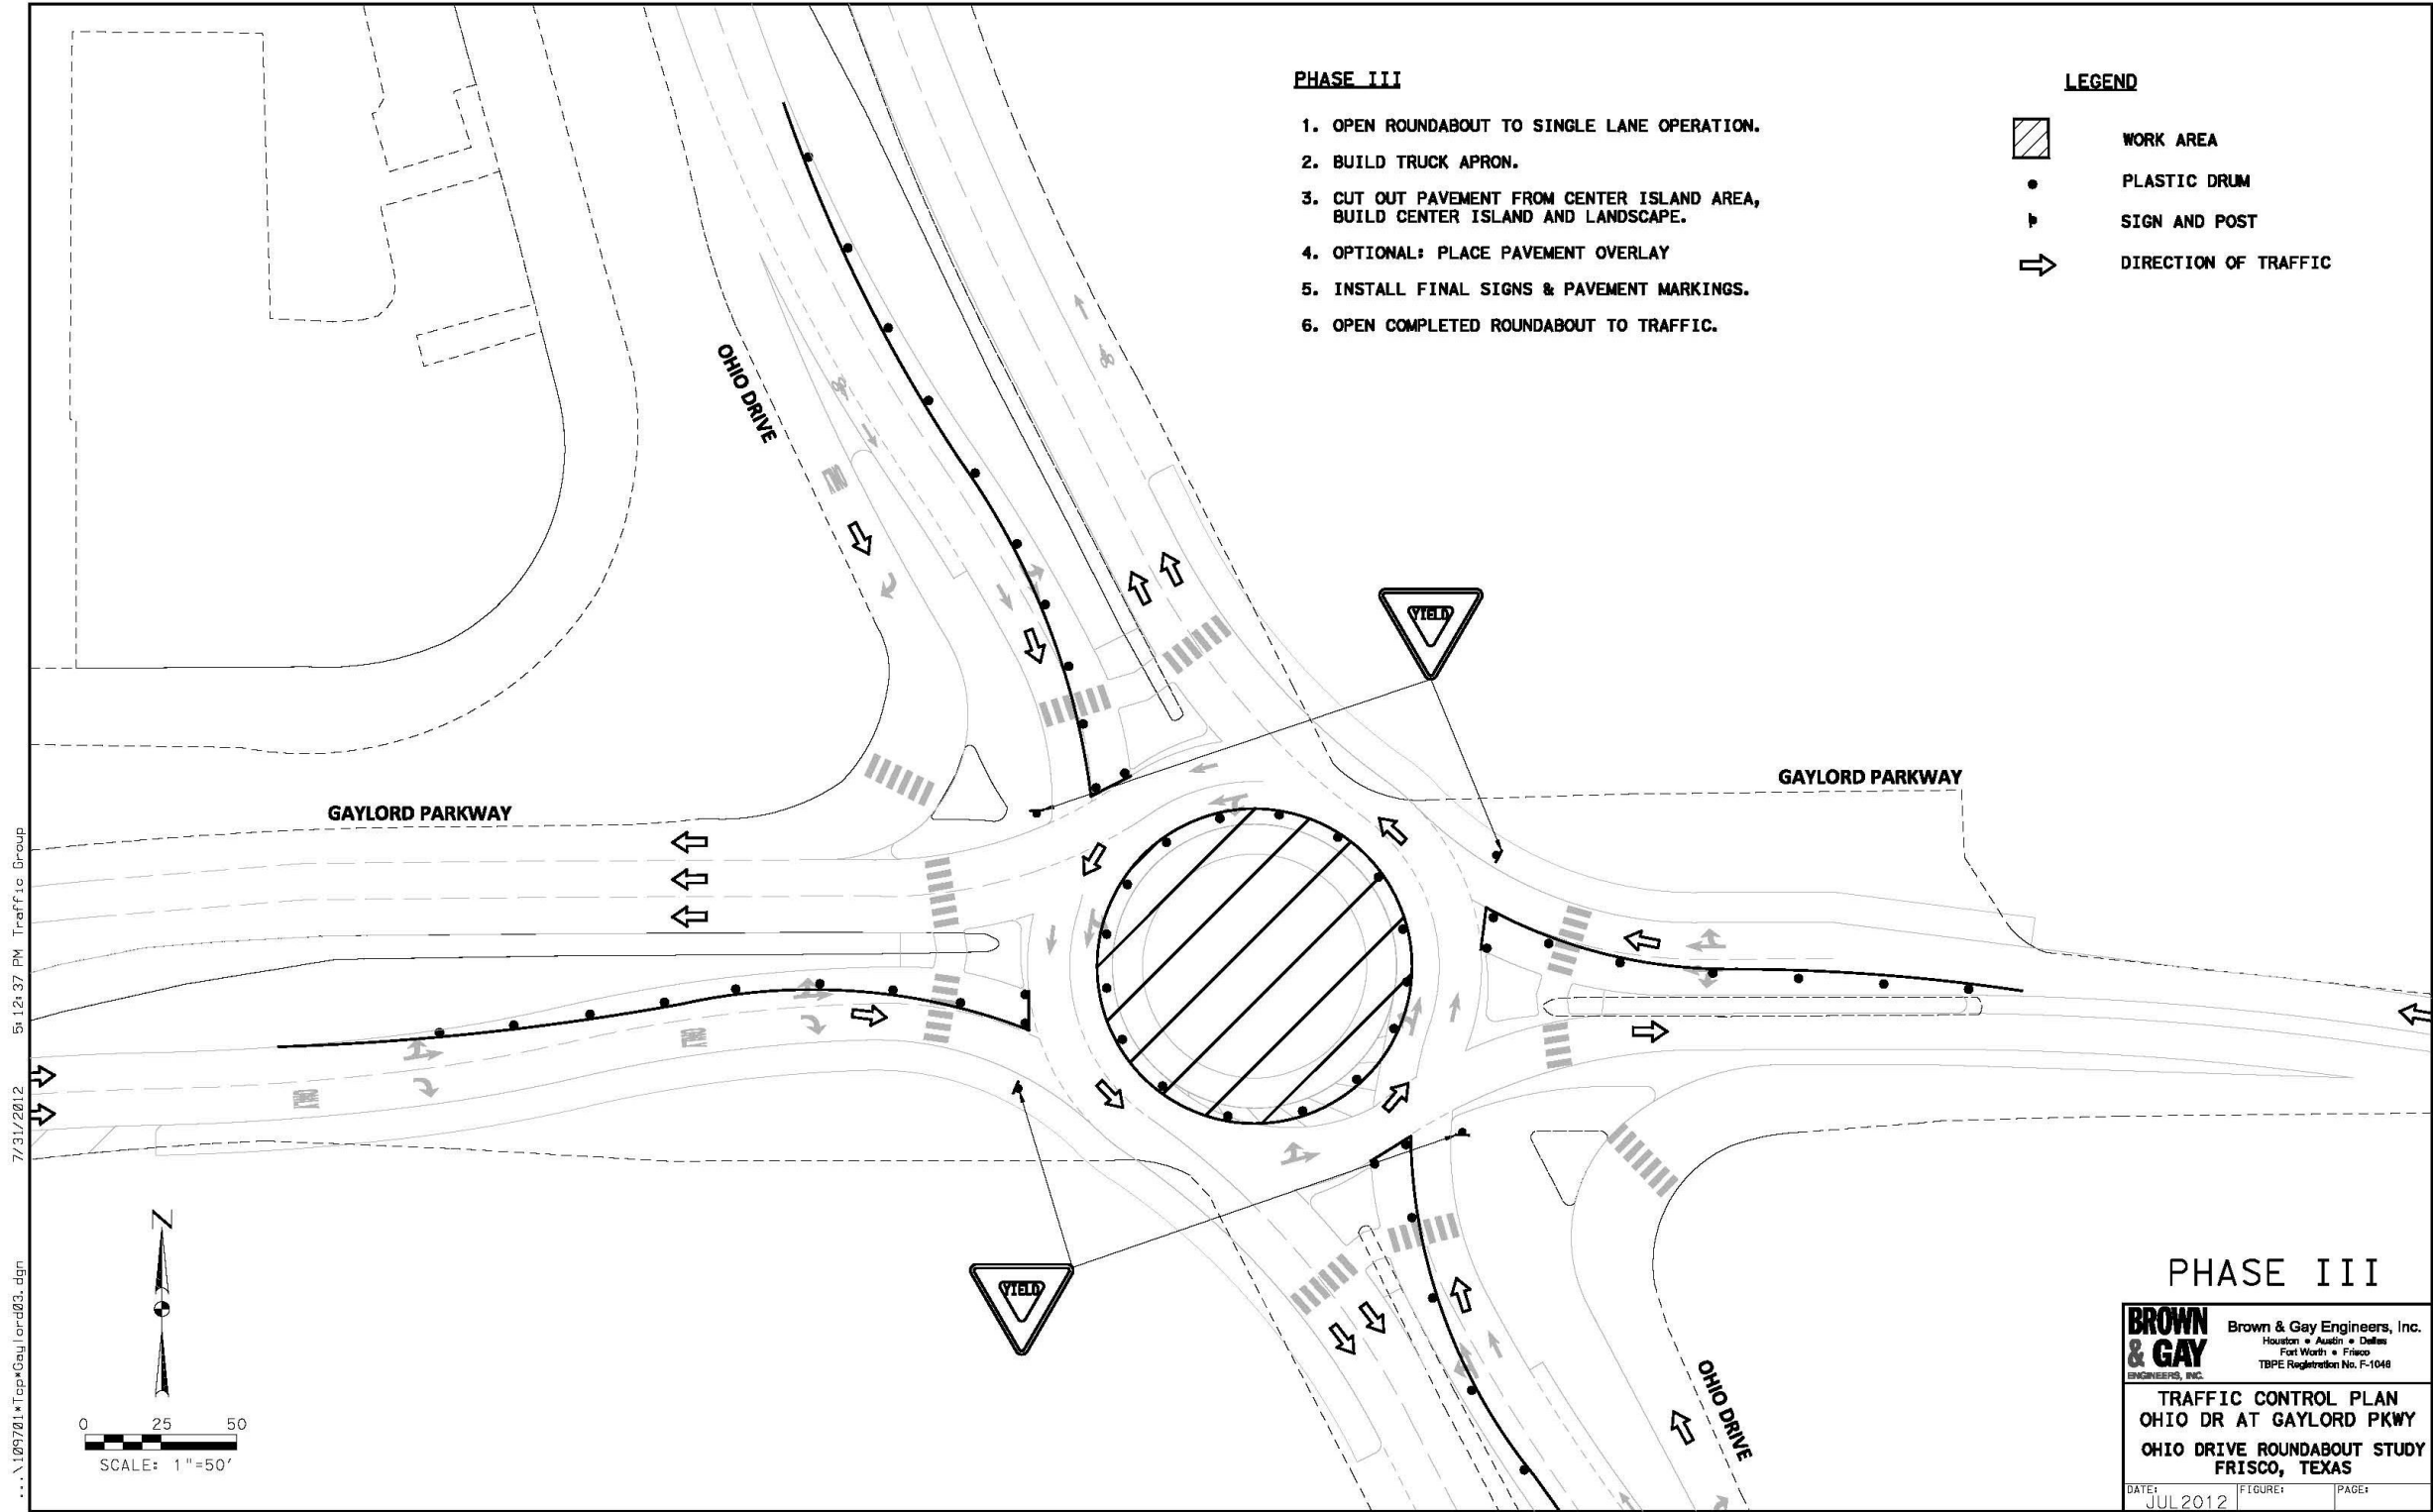 PHASE III
1. OPEN ROUNDABOUT TO SINGLE LANE OPERATION.
2. BUILD TRUCK APRON.
3. CUT OUT PAVEMENT FROM CENTER ISLAND AREA,
BUILD CENTER ISLAND AND LANDSCAPE.
4. OPTIONAL: PLACE PAVEMENT OVERLAY
5. INSTALL FINAL SIGNS & PAVEMENT MARKINGS.
6. OPEN COMPLETED ROUNDABOUT TO TRAFFIC.
LEGEND
WORK AREA
PLASTIC DRUM
SIGN AND POST
DIRECTION OF TRAFFIC
OHIO DRIVE
YIELD
GAYLORD PARKWAY
GAYLORD PARKWAY
YIELD
OHIO DRIVE
N
0 25 50
SCALE: 1"=50'
...\109701*Tcp*Gaylord03.dgn 7/31/2012 5:12:37 PM Traffic Group
PHASE III
BROWN
& GAY
ENGINEERS, INC.
Brown & Gay Engineers, Inc.
Houston • Austin • Dallas
Fort Worth • Frisco
TBPE Registration No. F-1046
TRAFFIC CONTROL PLAN
OHIO DR AT GAYLORD PKWY
OHIO DRIVE ROUNDABOUT STUDY
FRISCO, TEXAS
DATE: JUL2012 FIGURE: PAGE: